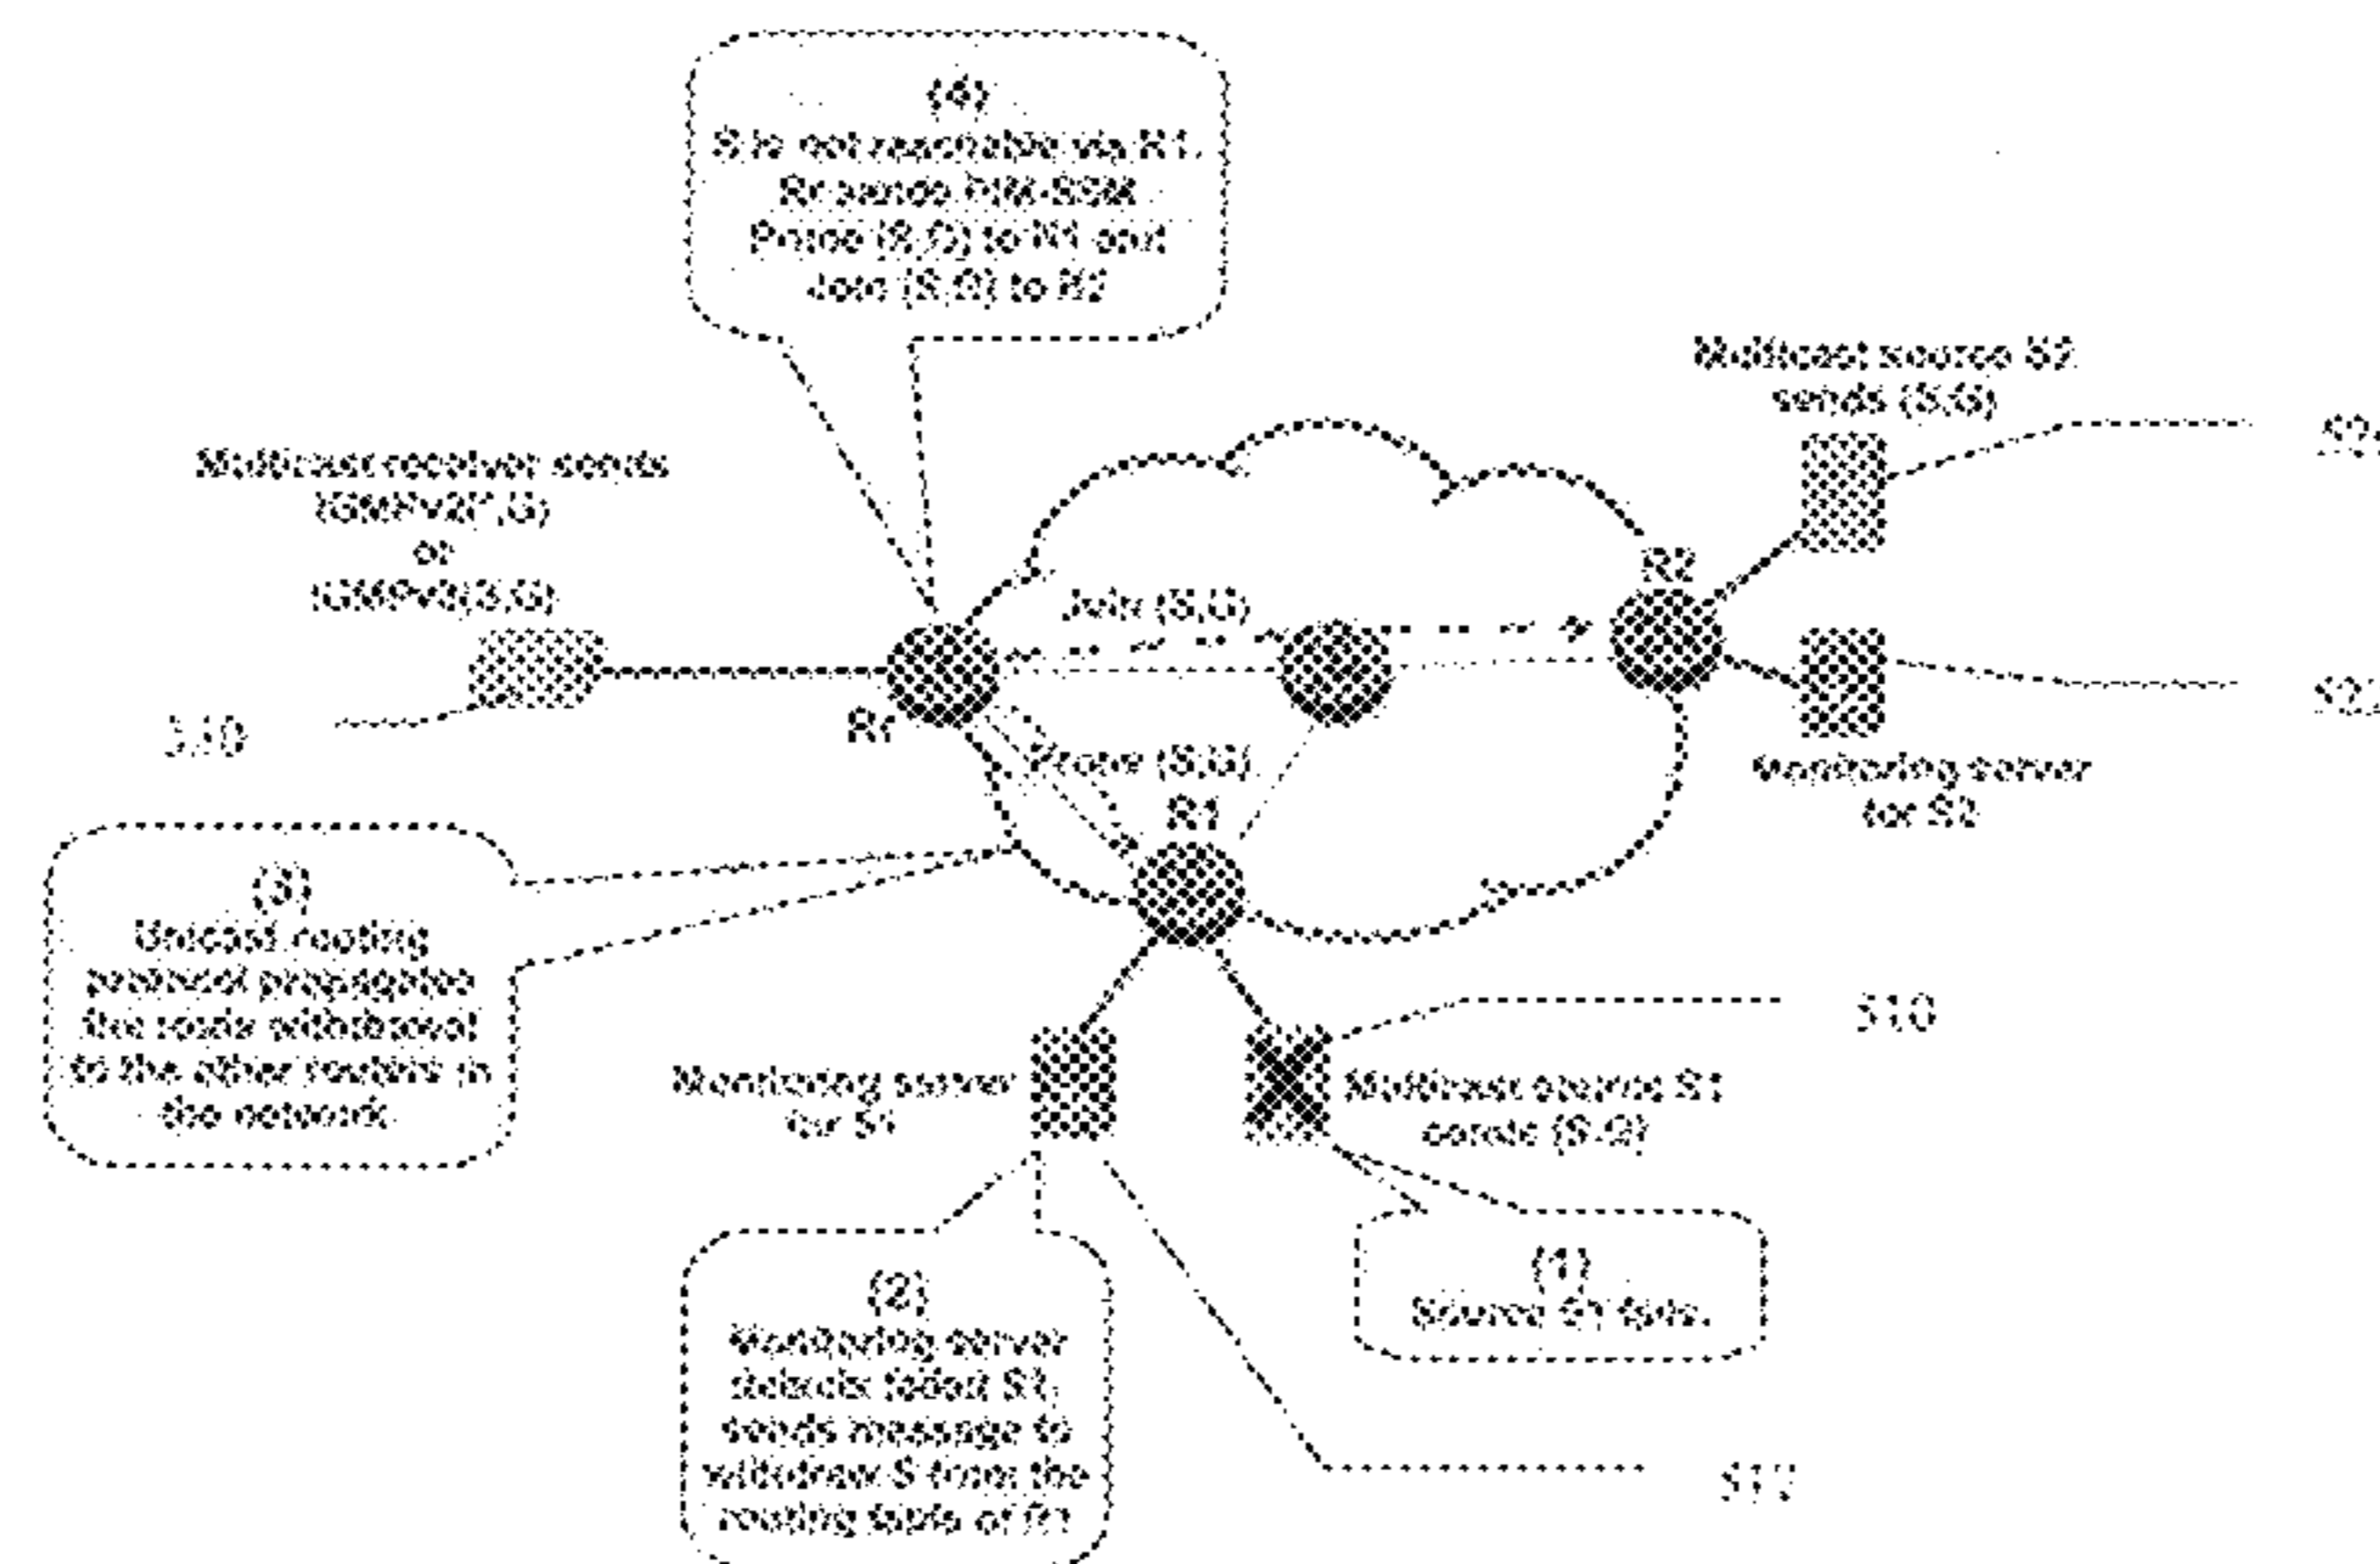 (4)
S is not reachable via R1.
Rr sends PIM-SSM
Prune (S,G) to R1 and
Join (S,G) to R2
Multicast source S2
sends (S,G)
Multicast receiver sends
IGMPv2(*,G)
or
IGMPv3(S,G)
R2
Join (S,G)
Rr
Prune (S,G)
R1
Monitoring server
for S2
(3)
Unicast routing
protocol propagates
the route withdrawal
to the other routers in
the network
510
Monitoring server
for S1
Multicast source S1
sends (S,G)
(1)
Source S1 fails.
(2)
Monitoring server
detects failed S1,
sends message to
withdraw S from the
routing table of R1